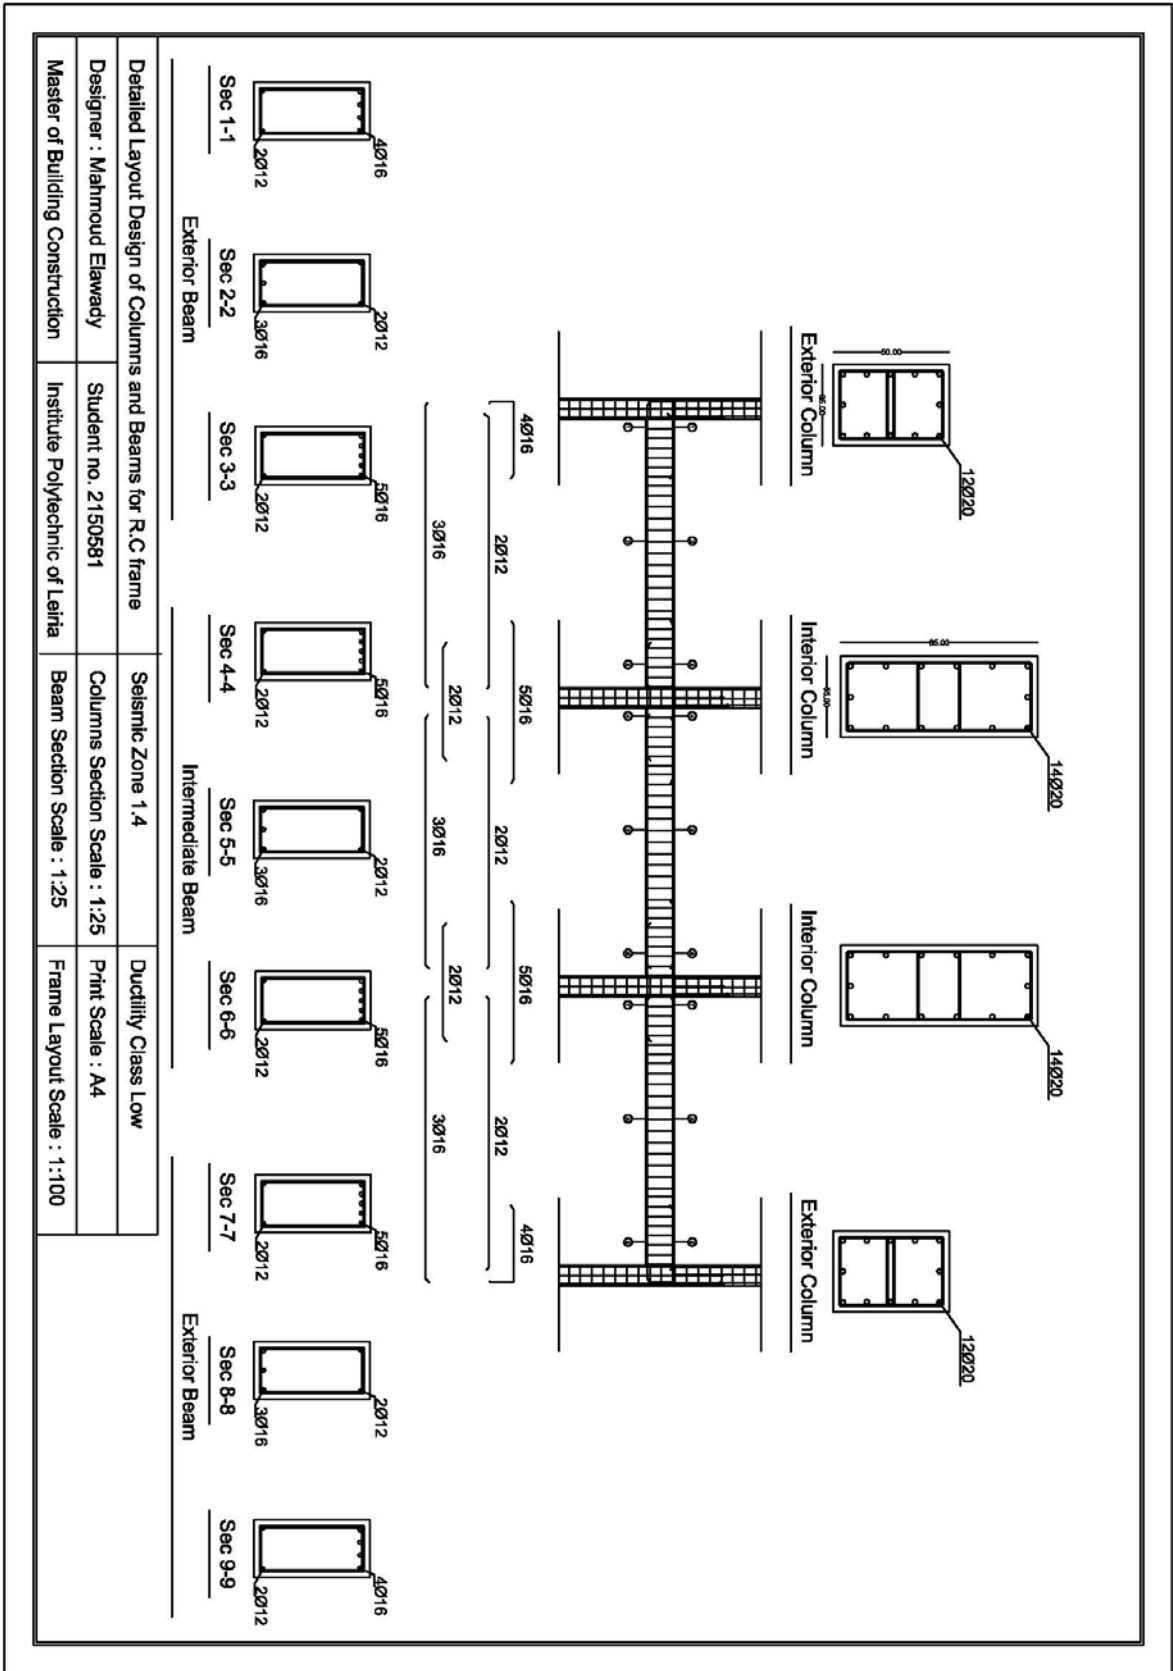 12Ø20
14Ø20
14Ø20
12Ø20
50.00
85.00
Exterior Column
Interior Column
Interior Column
Exterior Column
4Ø16
5Ø16
5Ø16
4Ø16
2Ø12
2Ø12
2Ø12
2Ø12
2Ø12
3Ø16
3Ø16
3Ø16
4Ø16
2Ø12
5Ø16
5Ø16
2Ø12
5Ø16
5Ø16
2Ø12
4Ø16
2Ø12
3Ø16
2Ø12
2Ø12
3Ø16
2Ø12
2Ø12
3Ø16
2Ø12
Sec 1-1
Sec 2-2
Sec 3-3
Sec 4-4
Sec 5-5
Sec 6-6
Sec 7-7
Sec 8-8
Sec 9-9
Exterior Beam
Intermediate Beam
Exterior Beam
Detailed Layout Design of Columns and Beams for R.C frame
Seismic Zone 1.4
Ductility Class Low
Designer : Mahmoud Elawady
Student no. 2150581
Columns Section Scale : 1:25
Print Scale : A4
Master of Building Construction
Institute Polytechnic of Leiria
Beam Section Scale : 1:25
Frame Layout Scale : 1:100